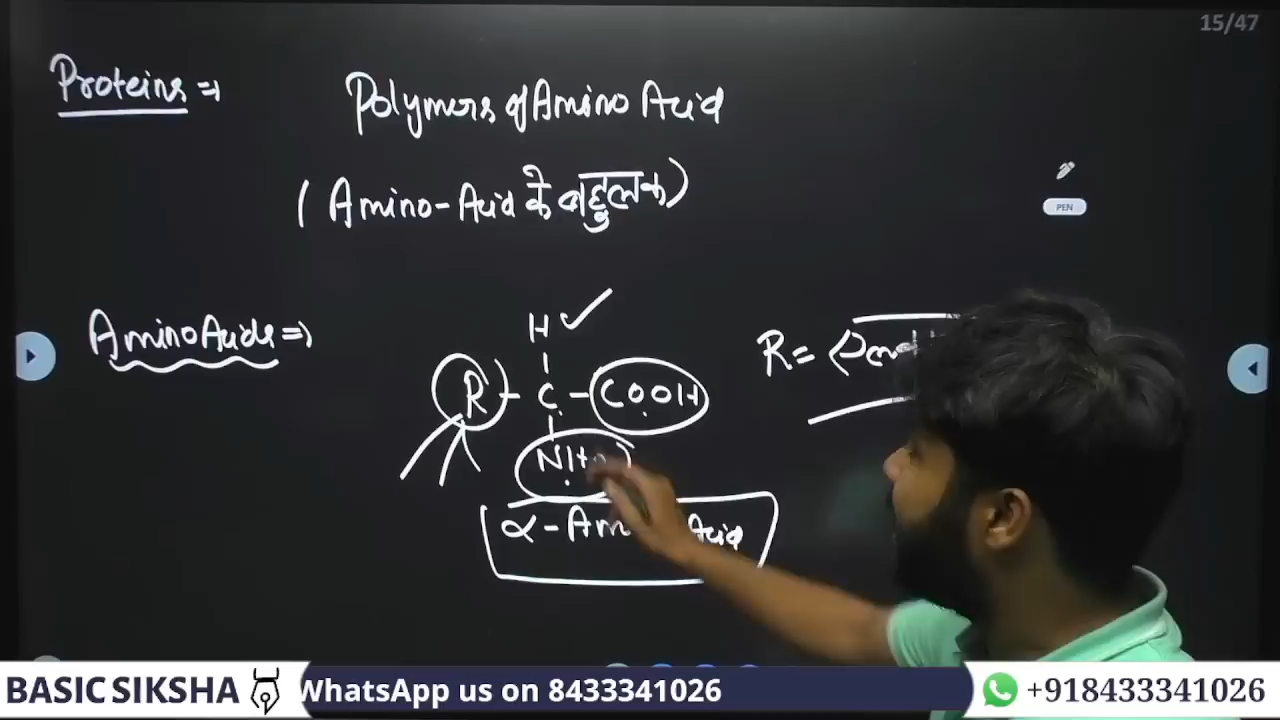 15/47
Proteins ⇒ Polymers of Amino Acid
( Amino-Acid के बहुलक )
PEN
Amino Acids ⇒
H
R - C - COOH
R =
α - Acid
BASIC SIKSHA
WhatsApp us on 8433341026
+918433341026